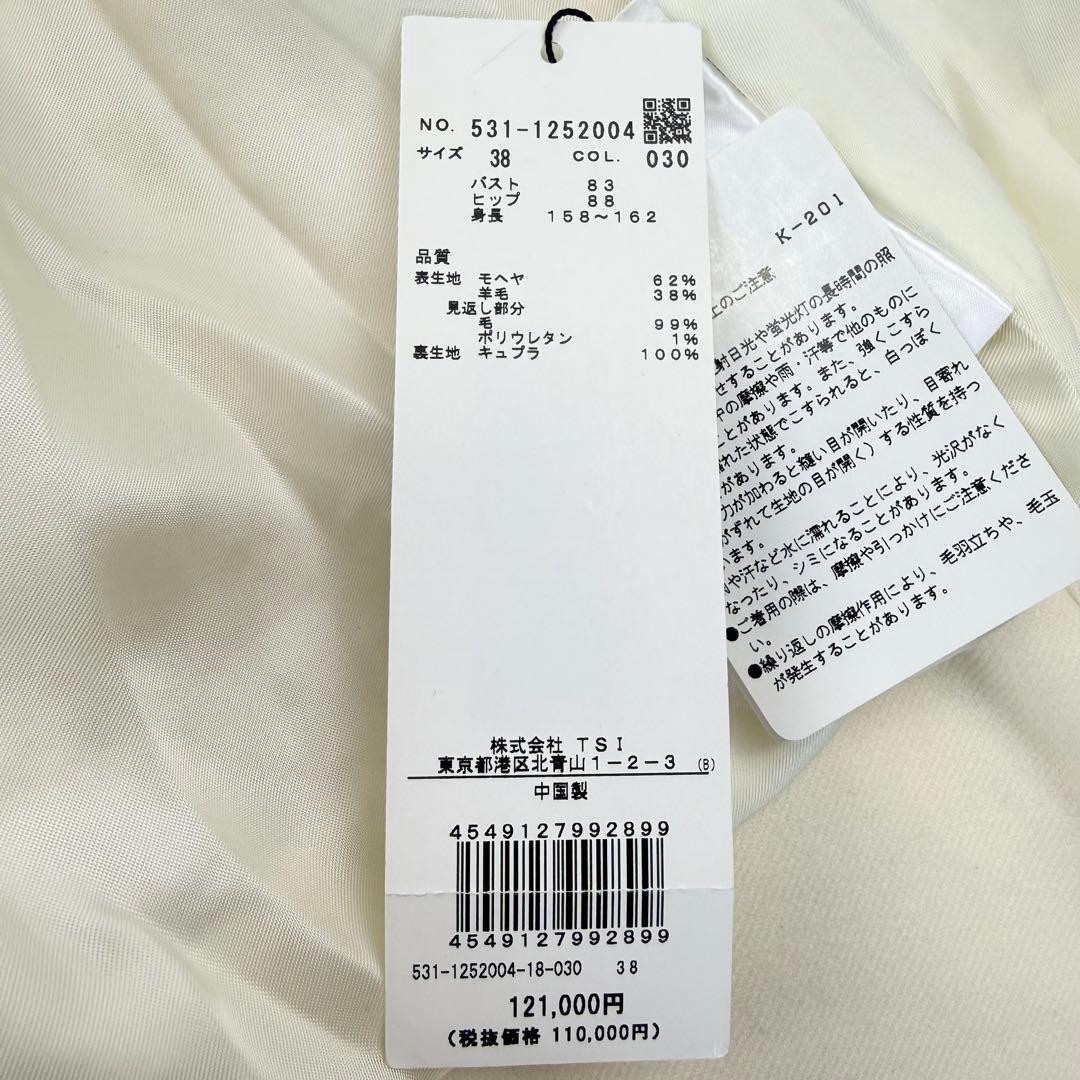 NO. 531-1252004
サイズ 38 COL. 030
バスト 83
ヒップ 88
身長 158～162
品質
表生地 モヘヤ 62%
羊毛 38%
見返し部分
毛 99%
ポリウレタン 1%
裏生地 キュプラ 100%
株式会社 TSI
東京都港区北青山1-2-3 (B)
中国製
4549127992899
4549127992899
531-1252004-18-030 38
121,000円
(税抜価格 110,000円)
K-201
上のご注意
射日光や蛍光灯の長時間の照
せすることがあります。
中の摩擦や雨・汗等で他のものに
ことがあります。また、強くこすら
れた状態でこすられると、白っぽく
があります。
力が加わると縫い目が開いたり、目寄れ
がずれて生地の目が開く）する性質を持つ
います。
や汗など水に濡れることにより、光沢がなく
なったり、シミになることがあります。
●ご着用の際は、摩擦や引っかけにご注意くださ
い。
●繰り返しの摩擦作用により、毛羽立ちや、毛玉
が発生することがあります。